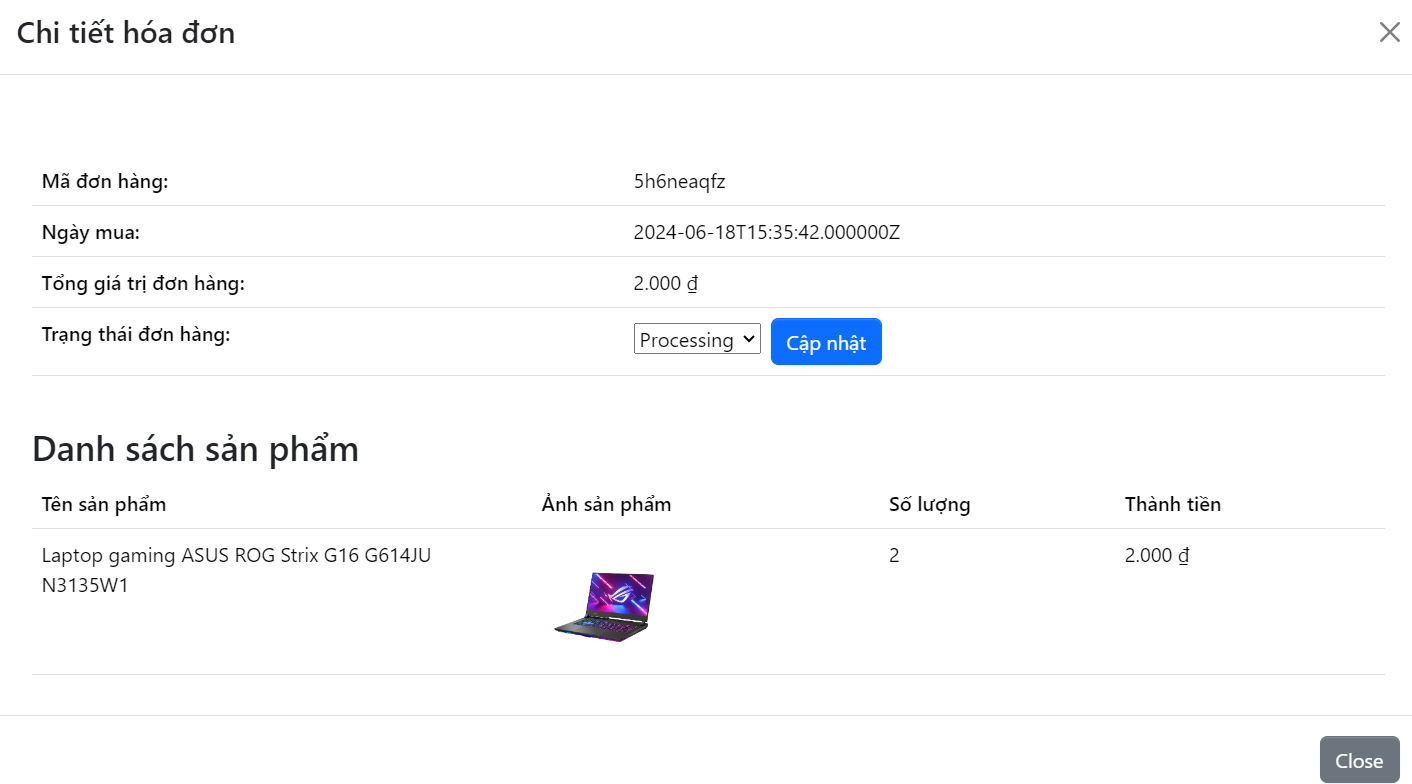 Chi tiết hóa đơn
Mã đơn hàng: 5h6neaqfz
Ngày mua: 2024-06-18T15:35:42.000000Z
Tổng giá trị đơn hàng: 2.000 ₫
Trạng thái đơn hàng: Processing Cập nhật
Danh sách sản phẩm
Tên sản phẩm Ảnh sản phẩm Số lượng Thành tiền
Laptop gaming ASUS ROG Strix G16 G614JU 2 2.000 ₫
N3135W1
Close